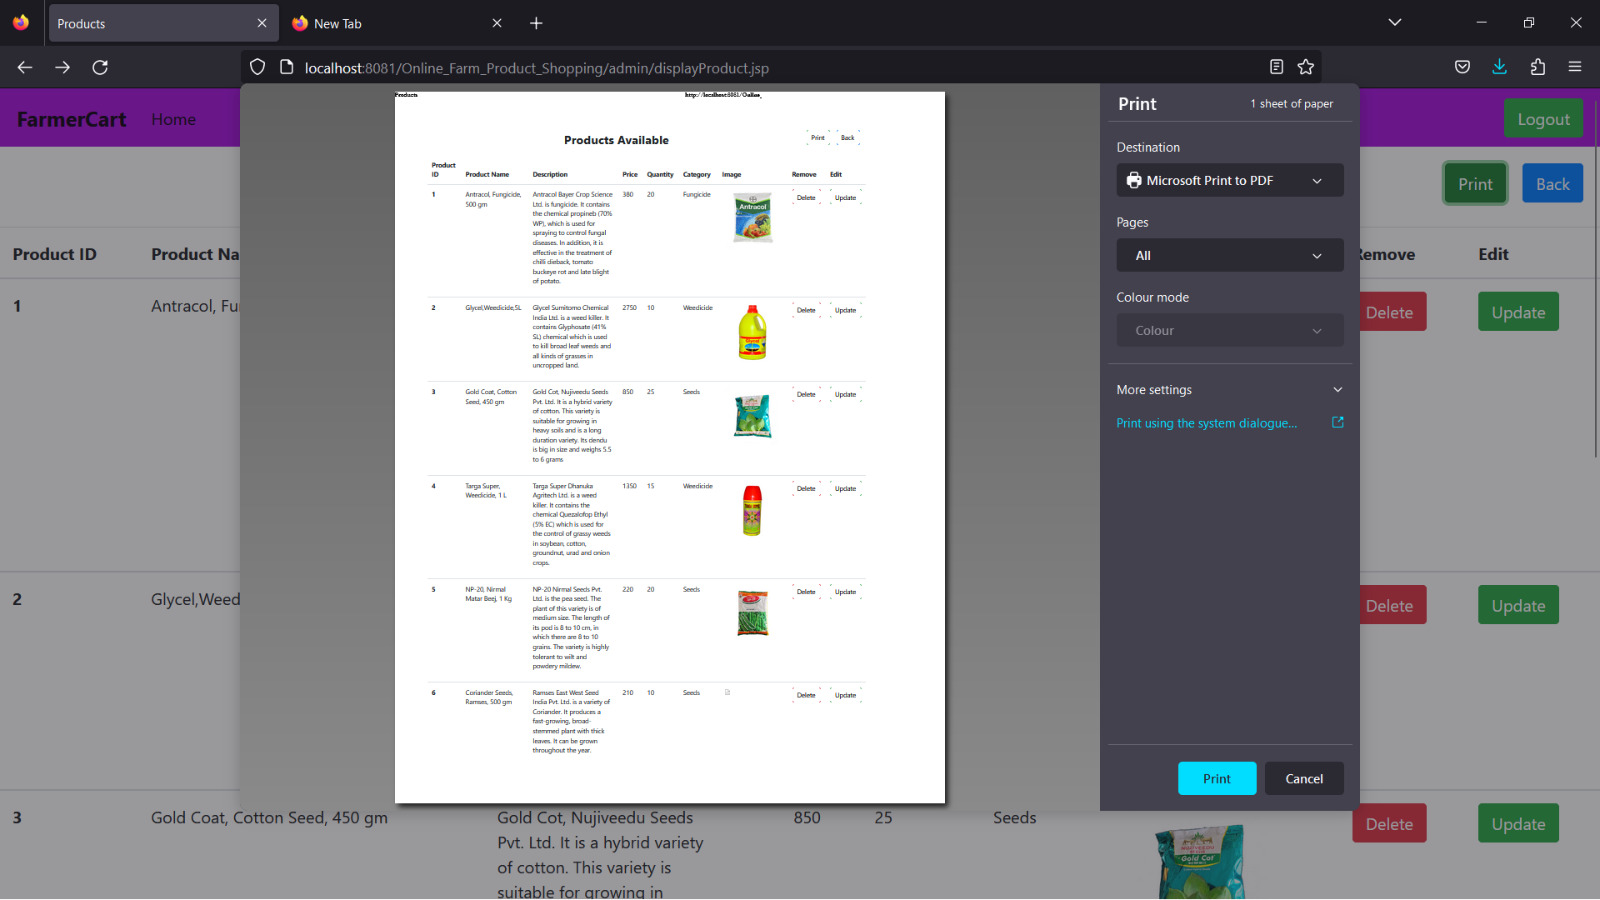 Products
New Tab
localhost:8081/Online_Farm_Product_Shopping/admin/displayProduct.jsp
FarmerCart
Home
Logout
Print
Back
Product ID
Product Na
Remove
Edit
1
Antracol, Fu
Delete
Update
2
Glycel,Weed
Delete
Update
3
Gold Coat, Cotton Seed, 450 gm
Gold Cot, Nujiveedu Seeds
Pvt. Ltd. It is a hybrid variety
of cotton. This variety is
suitable for growing in
850
25
Seeds
Gold Cot
Delete
Update
Products
http://localhost:8081/Online_
Products Available
Print
Back
Product
ID
Product Name
Description
Price
Quantity
Category
Image
Remove
Edit
1
Antracol, Fungicide,
500 gm
Antracol Bayer Crop Science
Ltd. is fungicide. It contains
the chemical propineb (70%
WP), which is used for
spraying to control fungal
diseases. In addition, it is
effective in the treatment of
chilli dieback, tomato
buckeye rot and late blight
of potato.
380
20
Fungicide
Antracol
Delete
Update
2
Glycel,Weedicide,5L
Glycel Sumitomo Chemical
India Ltd. is a weed killer. It
contains Glyphosate (41%
SL) chemical which is used
to kill broad leaf weeds and
all kinds of grasses in
uncropped land.
2750
10
Weedicide
Delete
Update
3
Gold Coat, Cotton
Seed, 450 gm
Gold Cot, Nujiveedu Seeds
Pvt. Ltd. It is a hybrid variety
of cotton. This variety is
suitable for growing in
heavy soils and is a long
duration variety. Its dendu
is big in size and weighs 5.5
to 6 grams
850
25
Seeds
Delete
Update
4
Targa Super,
Weedicide, 1 L
Targa Super Dhanuka
Agritech Ltd. is a weed
killer. It contains the
chemical Quezalofop Ethyl
(5% EC) which is used for
the control of grassy weeds
in soybean, cotton,
groundnut, urad and onion
crops.
1350
15
Weedicide
Delete
Update
5
NP-20, Nirmal
Matar Beej, 1 Kg
NP-20 Nirmal Seeds Pvt.
Ltd. is the pea seed. The
plant of this variety is of
medium size. The length of
its pod is 8 to 10 cm, in
which there are 8 to 10
grains. The variety is highly
tolerant to wilt and
powdery mildew.
220
20
Seeds
Delete
Update
6
Coriander Seeds,
Ramses, 500 gm
Ramses East West Seed
India Pvt. Ltd. is a variety of
Coriander. It produces a
fast-growing, broad-
stemmed plant with thick
leaves. It can be grown
throughout the year.
210
10
Seeds
Delete
Update
Print
1 sheet of paper
Destination
Microsoft Print to PDF
Pages
All
Colour mode
Colour
More settings
Print using the system dialogue...
Print
Cancel